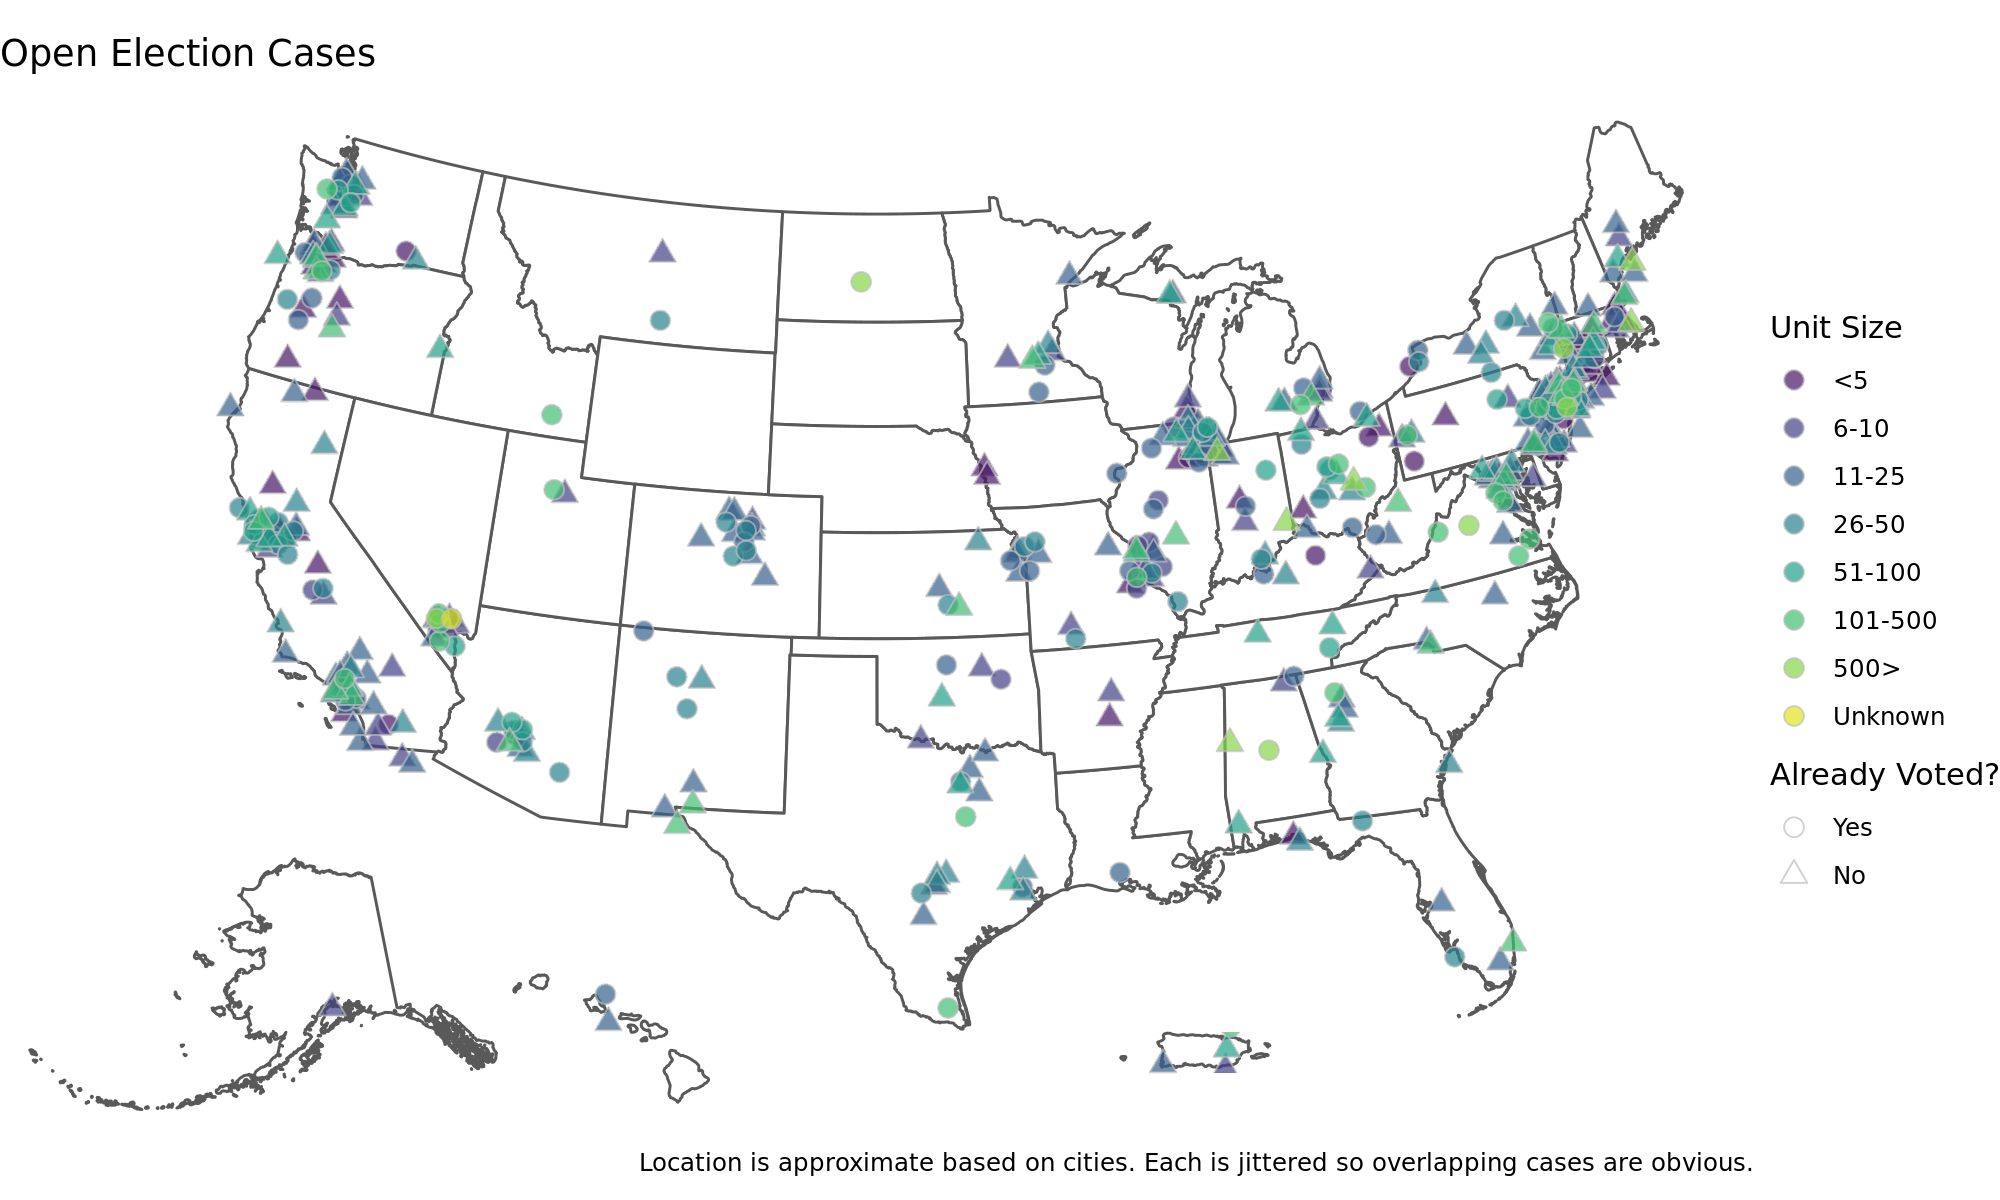 Open Election Cases
Unit Size
<5
6-10
11-25
26-50
51-100
101-500
500>
Unknown
Already Voted?
Yes
No
Location is approximate based on cities. Each is jittered so overlapping cases are obvious.